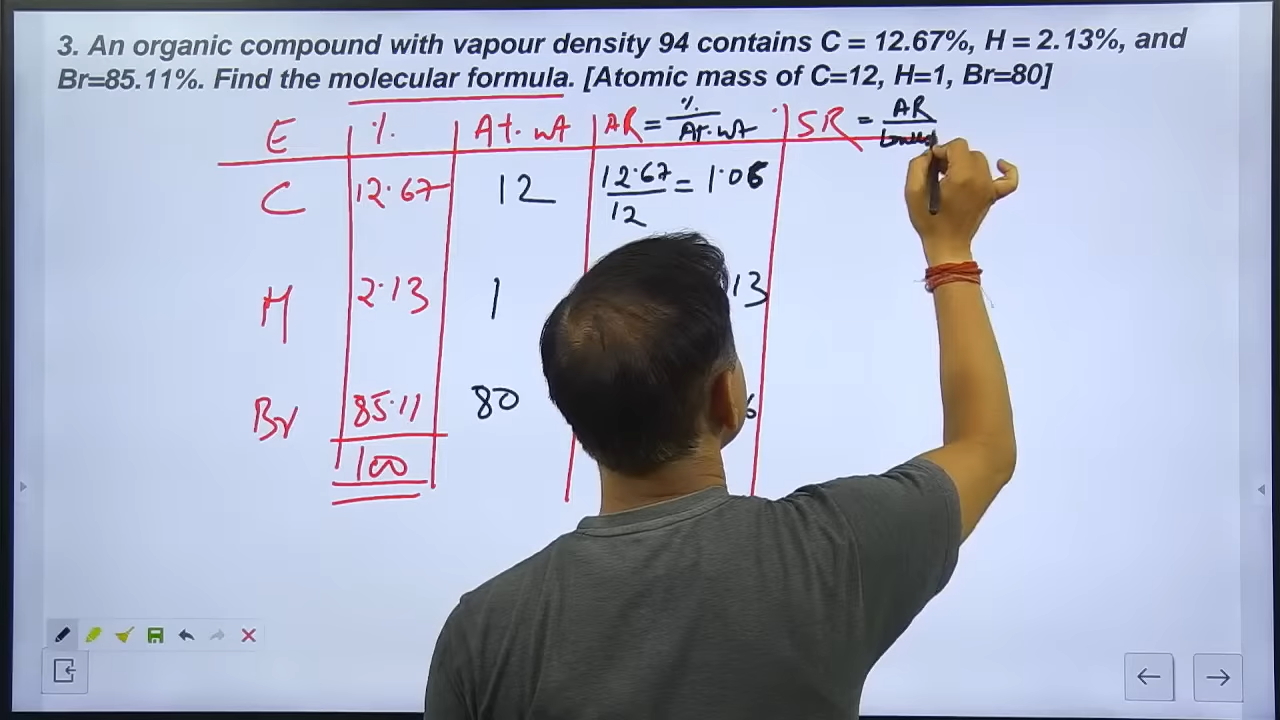 3. An organic compound with vapour density 94 contains C = 12.67%, H = 2.13%, and
Br=85.11%. Find the molecular formula. [Atomic mass of C=12, H=1, Br=80]
E % At. wt AR = %/At. wt SR = AR/
C 12.67 12 12.67/12 = 1.05
H 2.13 1 13
Br 85.11 80 6
100